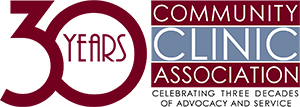 30
YEARS
COMMUNITY
CLINIC
ASSOCIATION
CELEBRATING THREE DECADES
OF ADVOCACY AND SERVICE